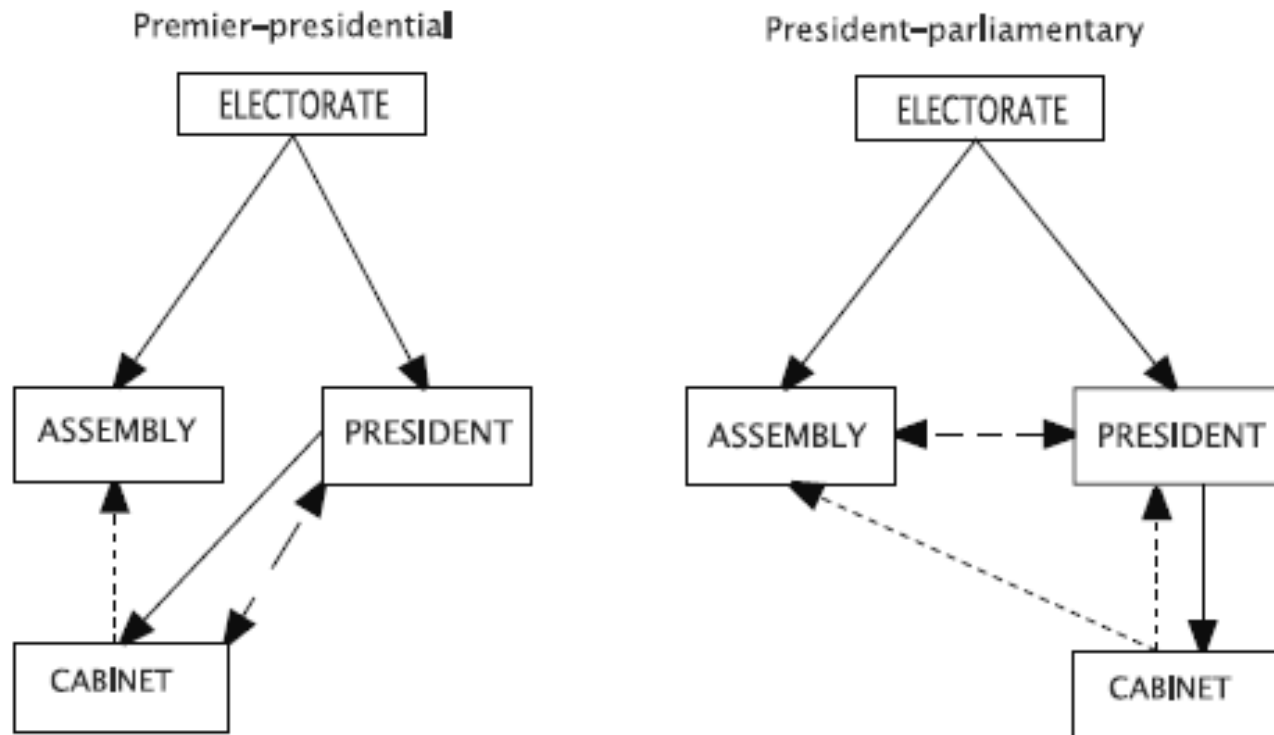 Premier–presidential
ELECTORATE
ASSEMBLY
PRESIDENT
CABINET
President–parliamentary
ELECTORATE
ASSEMBLY
PRESIDENT
CABINET